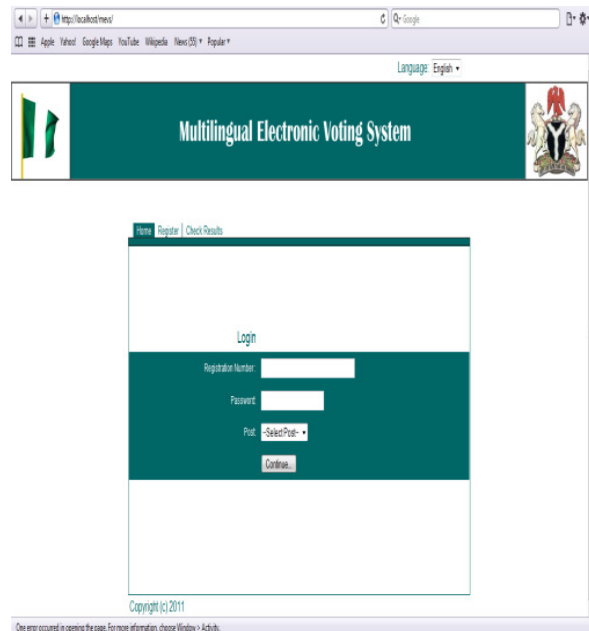 http://localhost/mevs/
Q- Google
Apple Yahoo! Google Maps YouTube Wikipedia News (55) Popular
Language: English
Multilingual Electronic Voting System
Home Register Check Results
Login
Registration Number:
Password:
Post: --Select Post--
Continue...
Copyright (c) 2011
One error occurred in opening the page. For more information, choose Window > Activity.